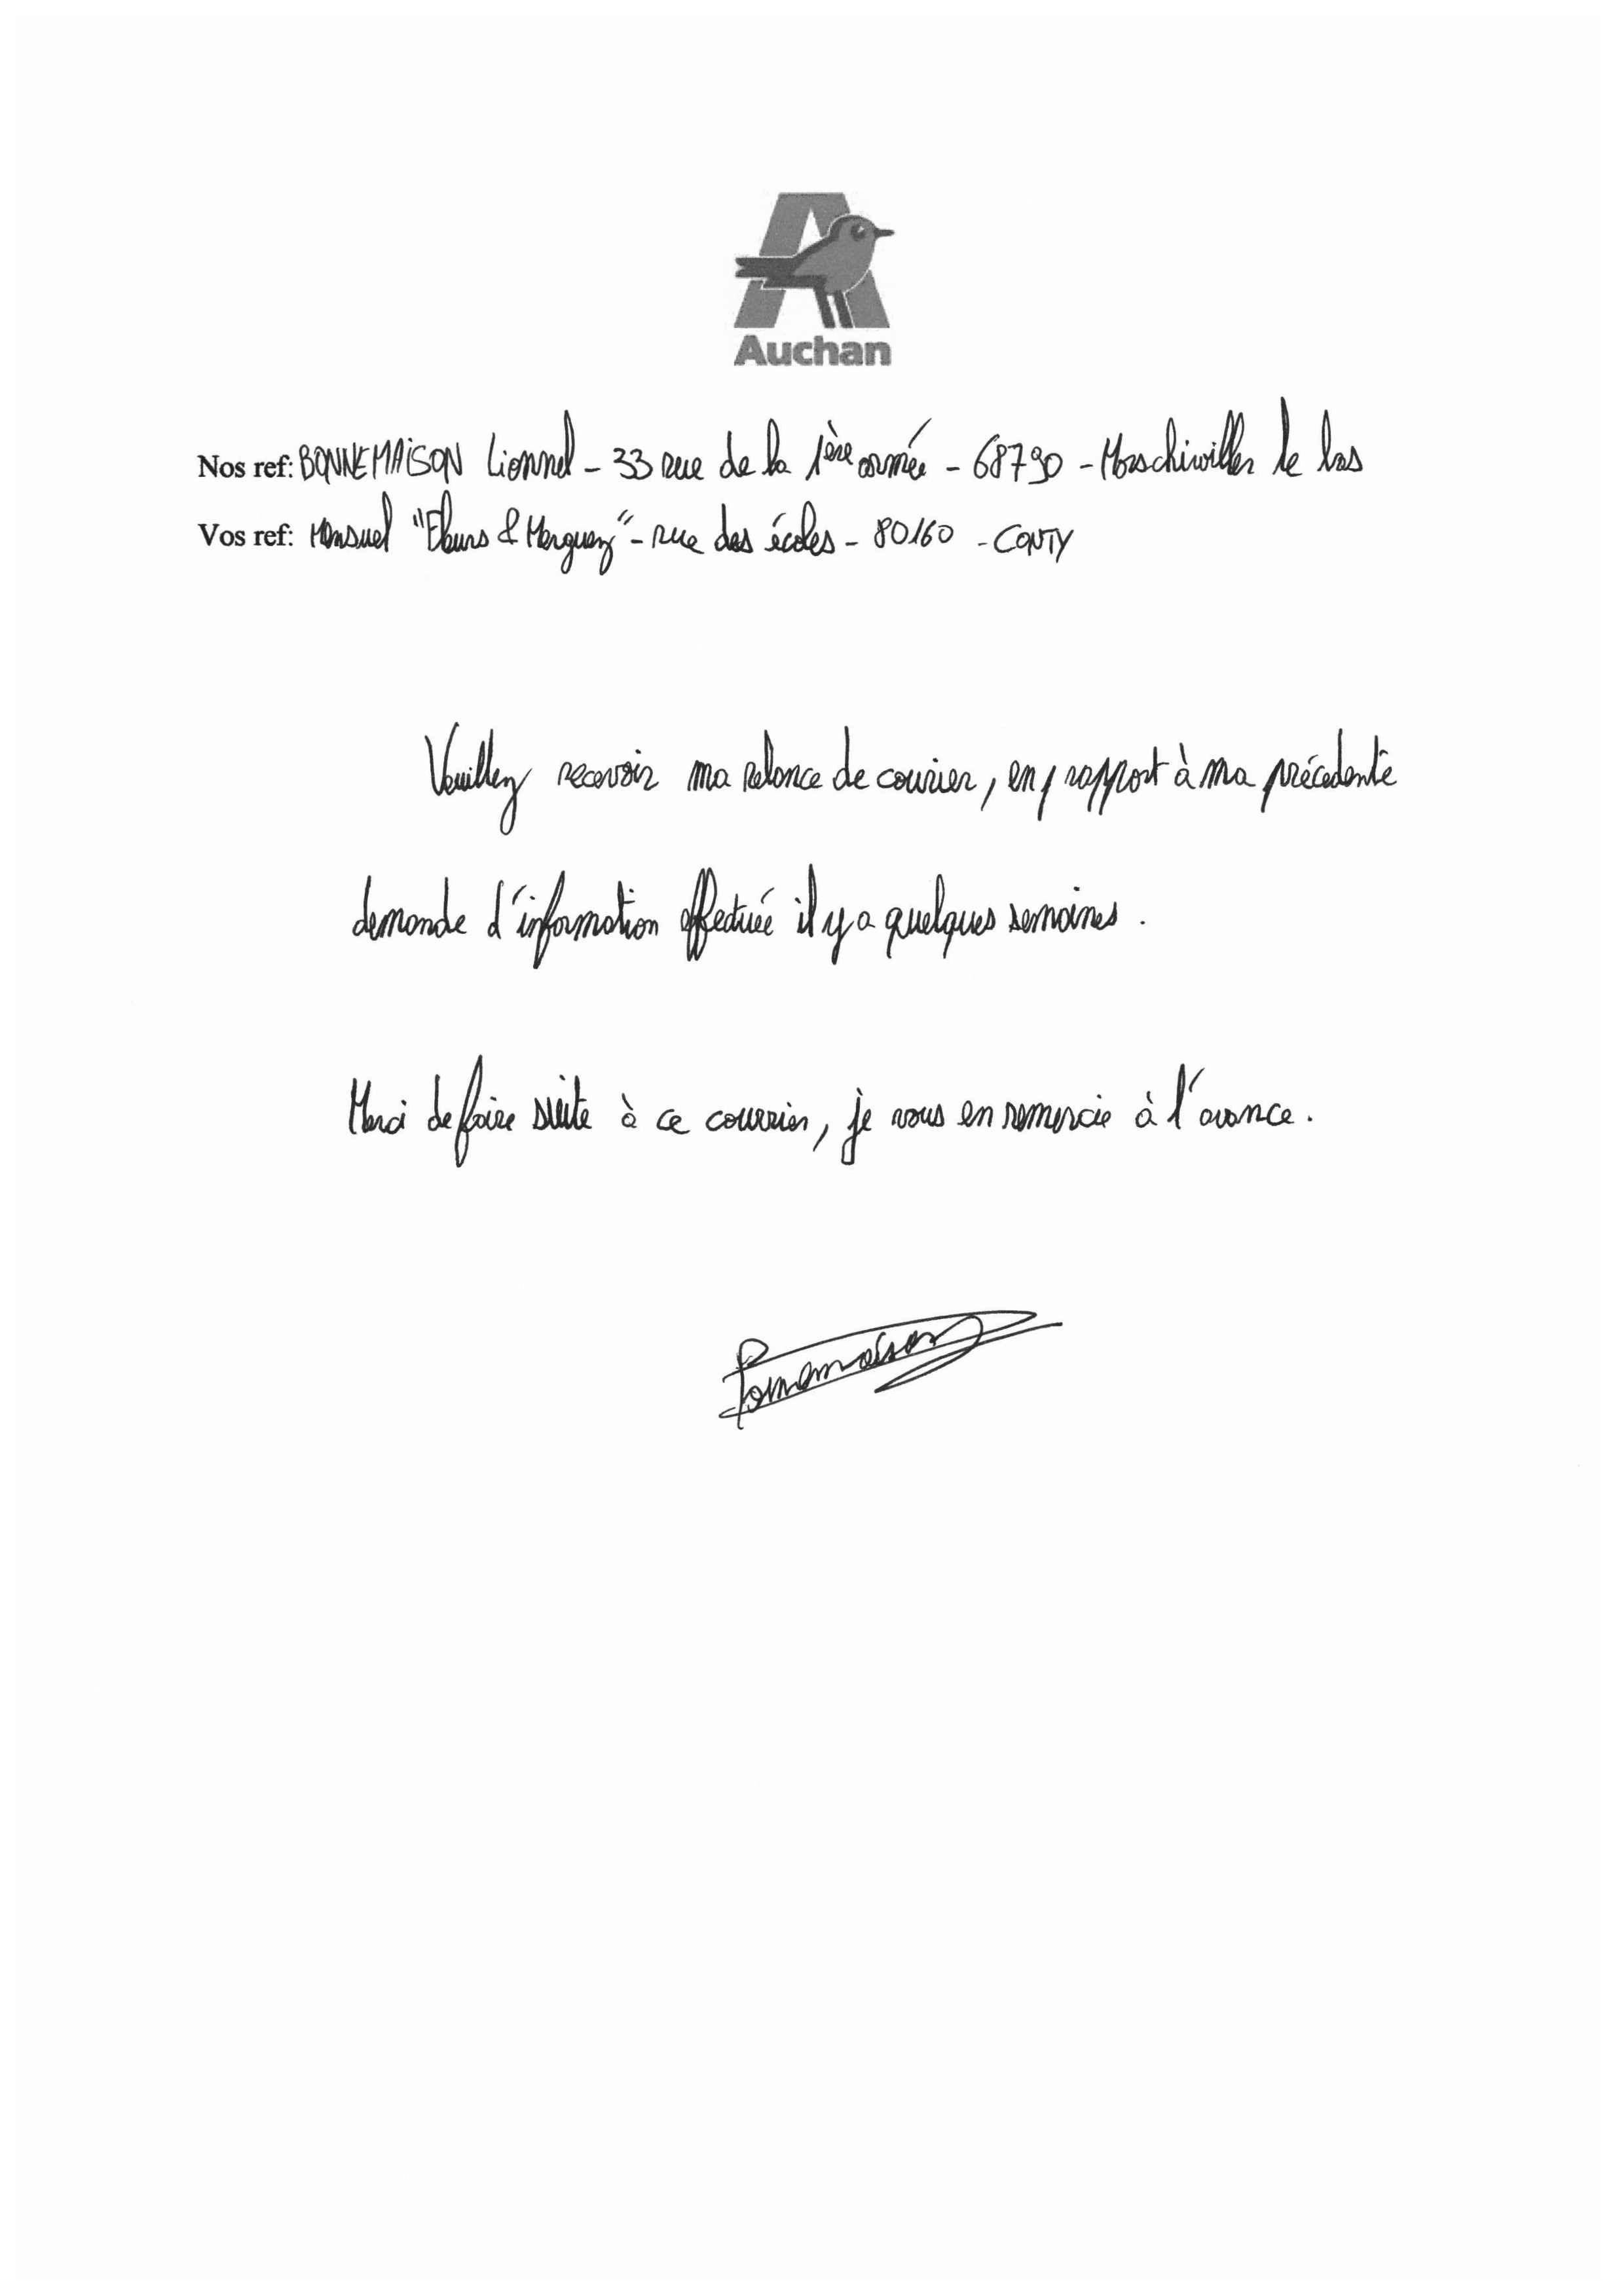 Auchan
Nos ref: BONNEMAISON Lionnel - 33 rue de la 1ère armée - 68790 - Morschwiller le bas
Vos ref: Mensuel "Fleurs & Merguez" - rue des écoles - 80160 - CONTY
Veuillez recevoir ma relance de courier, en rapport à ma précédente
demande d'information effectuée il y a quelques semaines.
Merci de faire suite à ce courrier, je vous en remercie à l'avance.
Bonnemaison